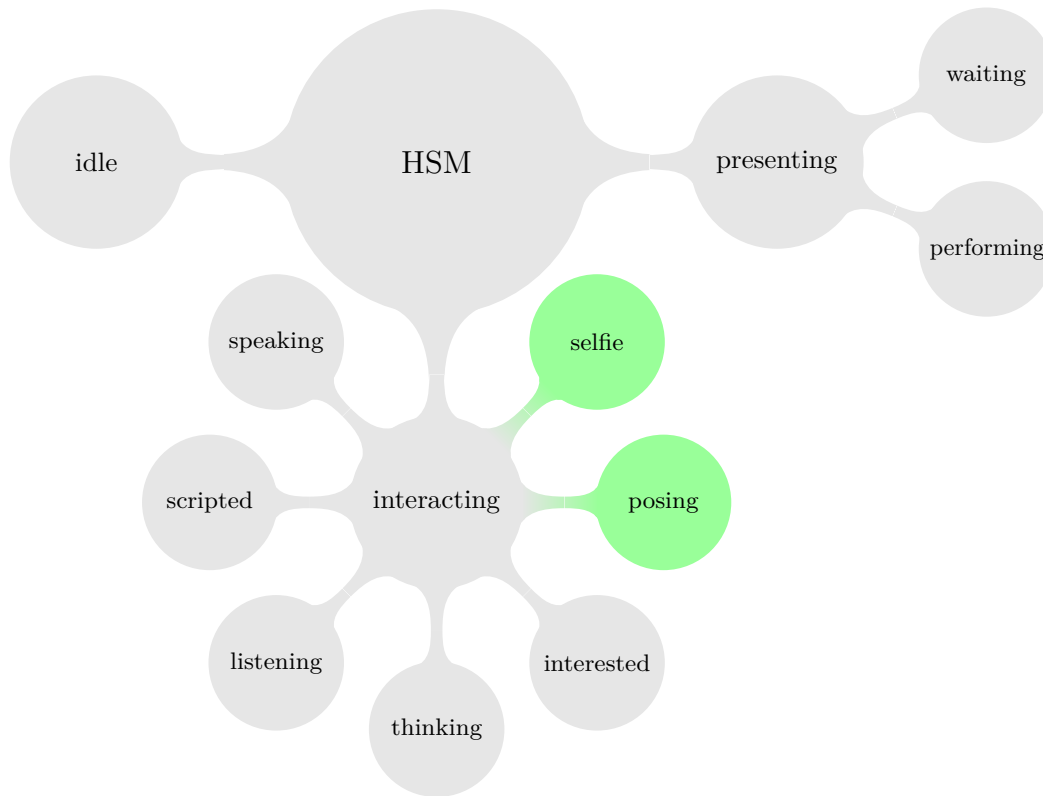 waiting
idle
HSM
presenting
performing
speaking
selfie
scripted
interacting
posing
listening
interested
thinking